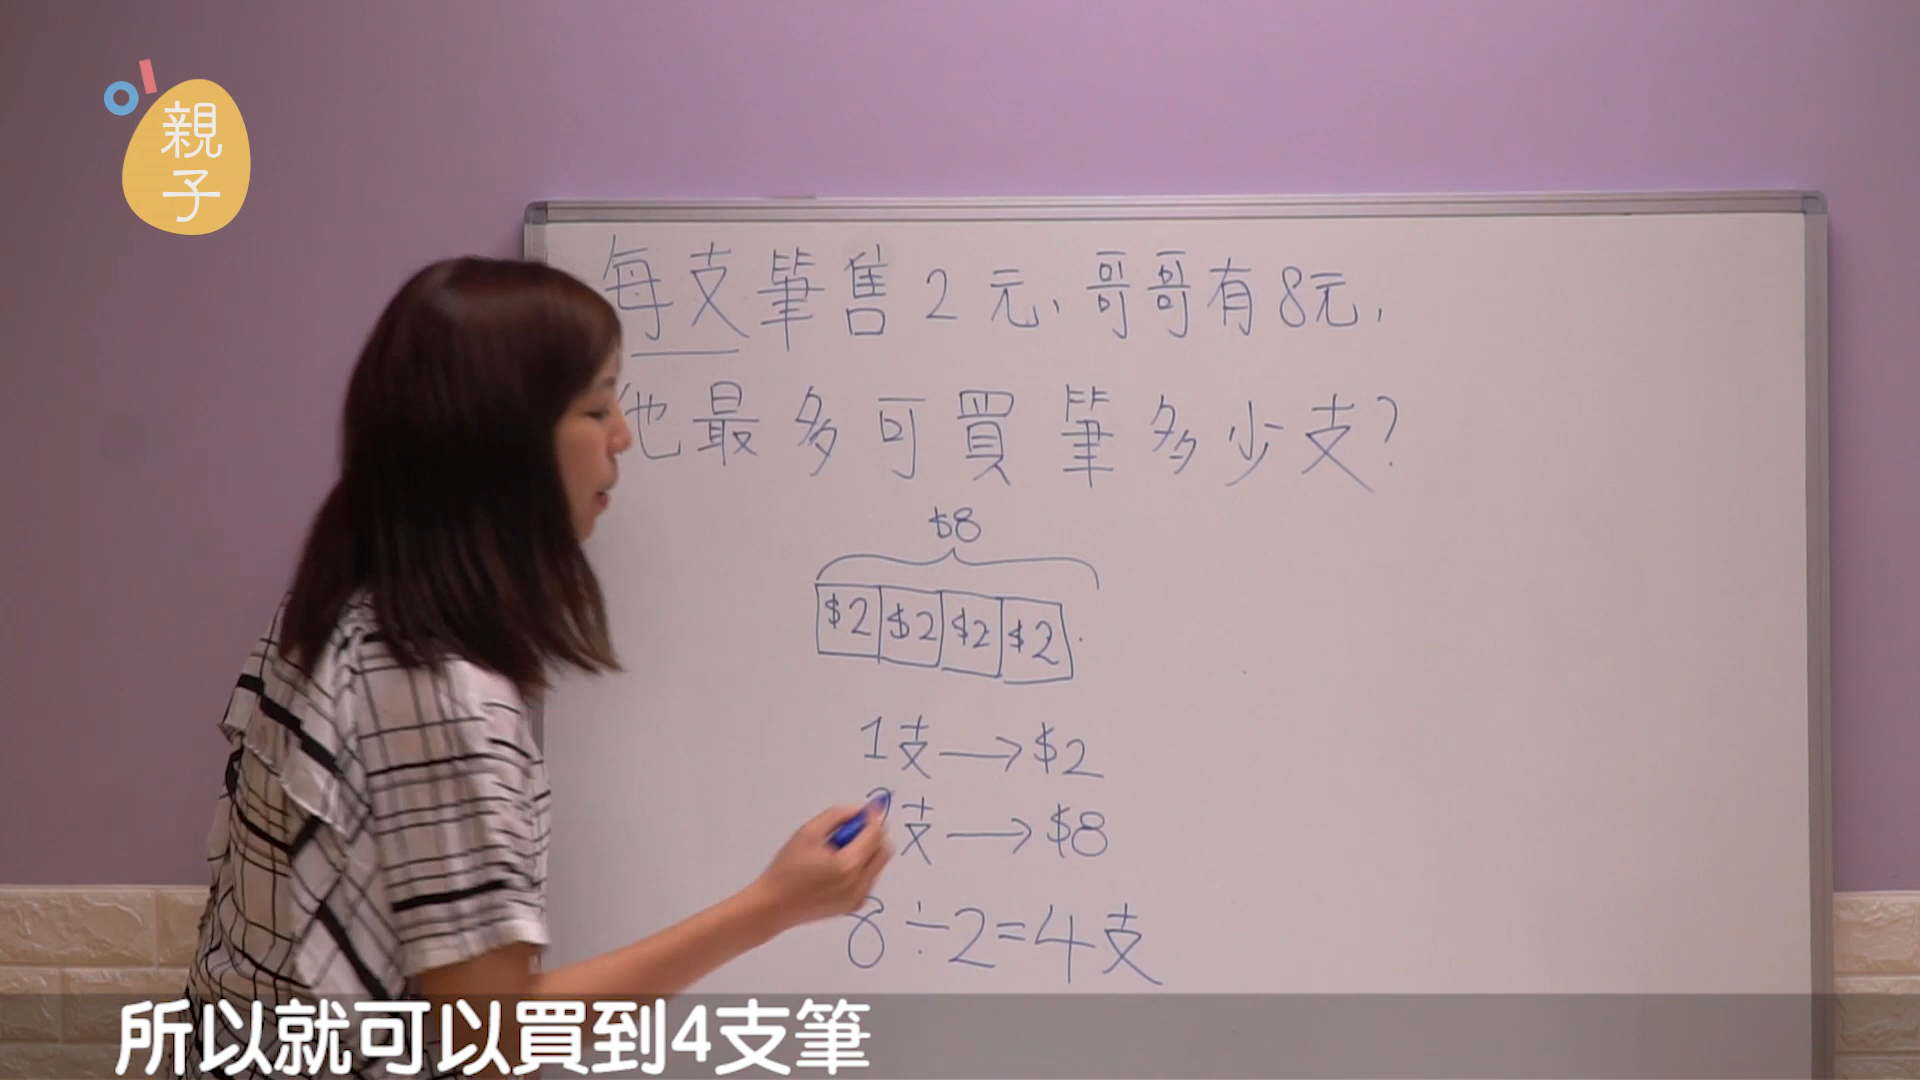 親子
每支筆售2元,哥哥有8元,
他最多可買筆多少支?
$8
$2 $2 $2 $2
1支→$2
?支→$8
8÷2=4支
所以就可以買到4支筆